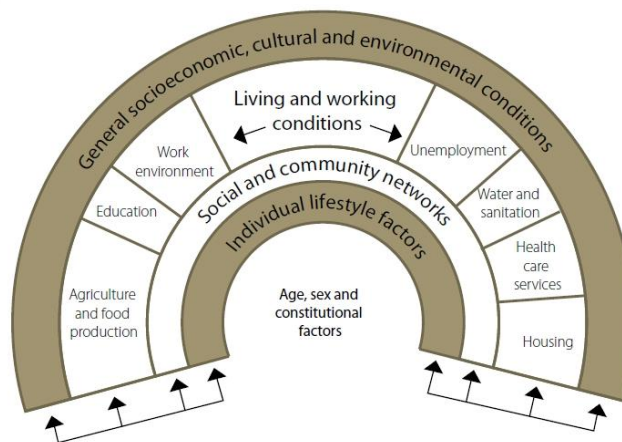 General socioeconomic, cultural and environmental conditions
Living and working
conditions
Work
environment
Unemployment
Education
Water and
sanitation
Agriculture
and food
production
Health
care
services
Housing
Social and community networks
Individual lifestyle factors
Age, sex and
constitutional
factors